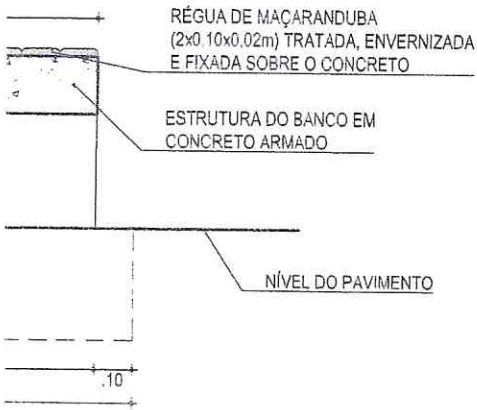 RÉGUA DE MAÇARANDUBA
(2x0.10x0,02m) TRATADA, ENVERNIZADA
E FIXADA SOBRE O CONCRETO
ESTRUTURA DO BANCO EM
CONCRETO ARMADO
NÍVEL DO PAVIMENTO
.10